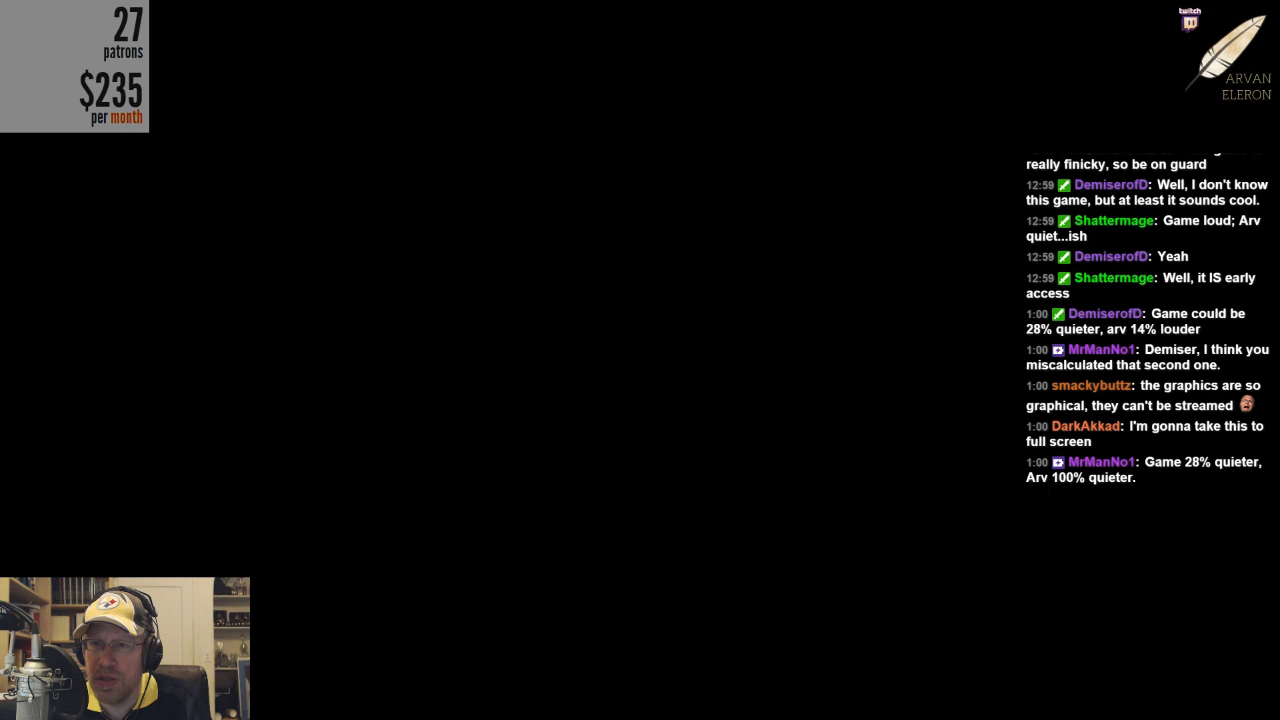 27
patrons
$235
per month
twitch
ARVAN
ELERON
really finicky, so be on guard
12:59 DemiserofD: Well, I don't know
this game, but at least it sounds cool.
12:59 Shattermage: Game loud; Arv
quiet...ish
12:59 DemiserofD: Yeah
12:59 Shattermage: Well, it IS early
access
1:00 DemiserofD: Game could be
28% quieter, arv 14% louder
1:00 MrManNo1: Demiser, I think you
miscalculated that second one.
1:00 smackybuttz: the graphics are so
graphical, they can't be streamed
1:00 DarkAkkad: I'm gonna take this to
full screen
1:00 MrManNo1: Game 28% quieter,
Arv 100% quieter.